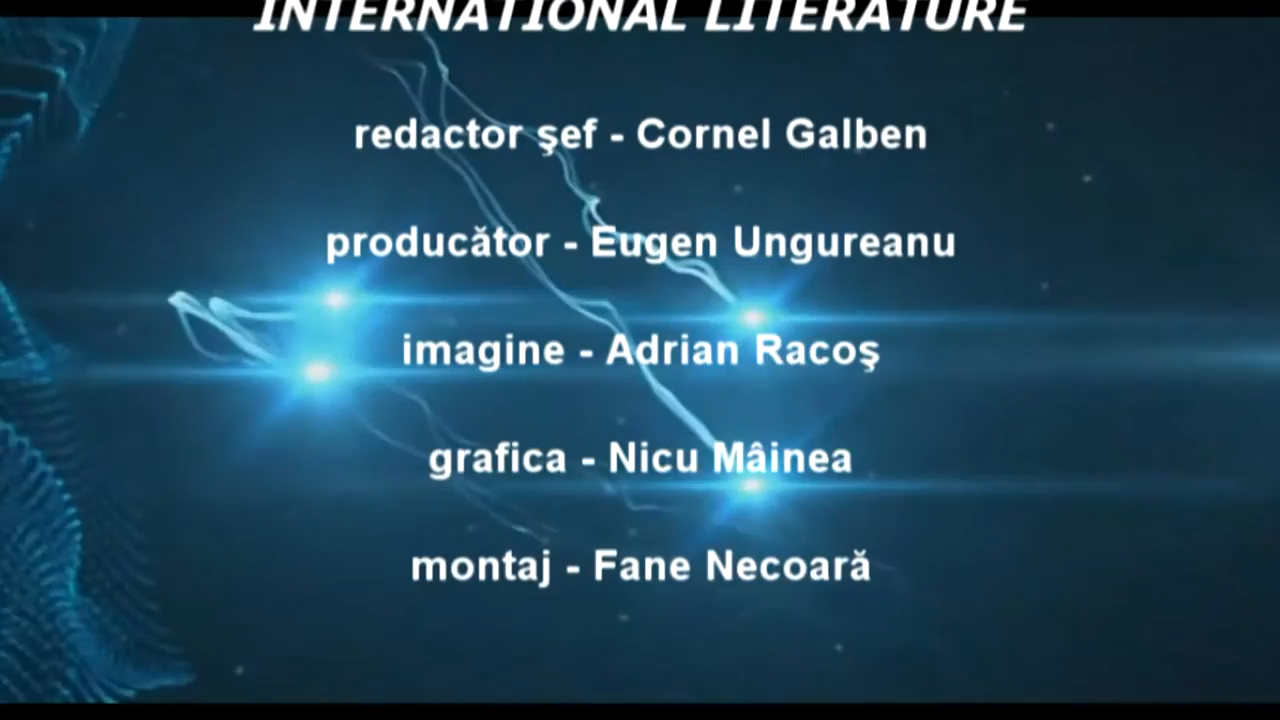 INTERNATIONAL LITERATURE
redactor şef - Cornel Galben
producător - Eugen Ungureanu
imagine - Adrian Racoş
grafica - Nicu Mâinea
montaj - Fane Necoară